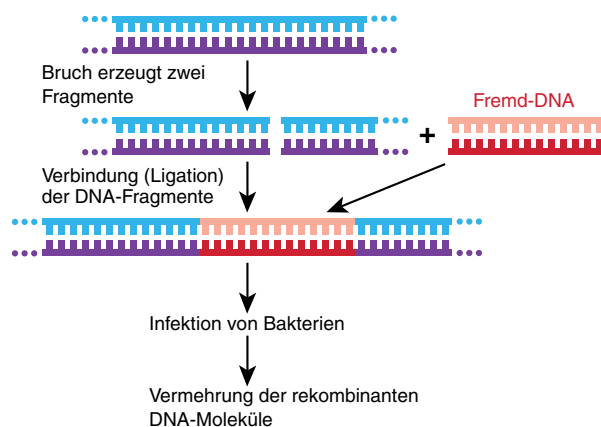 Bruch erzeugt zwei
Fragmente
Fremd-DNA
+
Verbindung (Ligation)
der DNA-Fragmente
Infektion von Bakterien
Vermehrung der rekombinanten
DNA-Moleküle